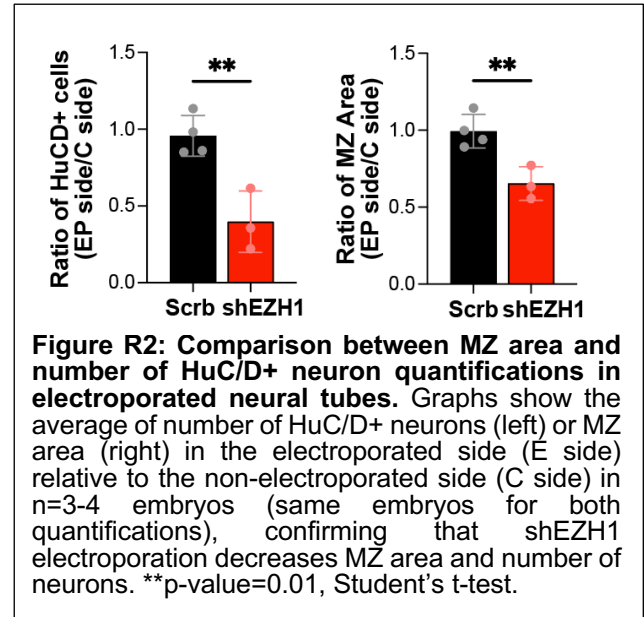 Ratio of HuCD+ cells
(EP side/C side)
1.5
1.0
0.5
0.0
**
Scrb shEZH1
Ratio of MZ Area
(EP side/C side)
1.5
1.0
0.5
0.0
**
Scrb shEZH1
Figure R2: Comparison between MZ area and
number of HuC/D+ neuron quantifications in
electroporated neural tubes. Graphs show the
average of number of HuC/D+ neurons (left) or MZ
area (right) in the electroporated side (E side)
relative to the non-electroporated side (C side) in
n=3-4 embryos (same embryos for both
quantifications), confirming that shEZH1
electroporation decreases MZ area and number of
neurons. **p-value=0.01, Student’s t-test.